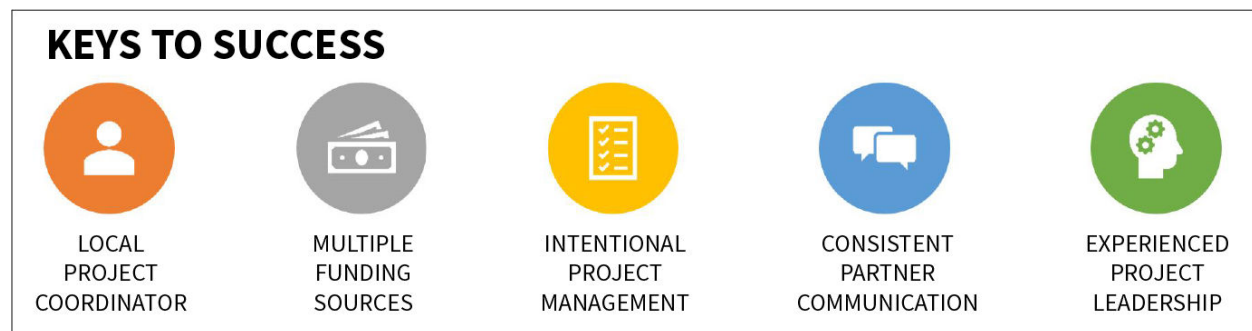 KEYS TO SUCCESS
LOCAL
PROJECT
COORDINATOR
MULTIPLE
FUNDING
SOURCES
INTENTIONAL
PROJECT
MANAGEMENT
CONSISTENT
PARTNER
COMMUNICATION
EXPERIENCED
PROJECT
LEADERSHIP